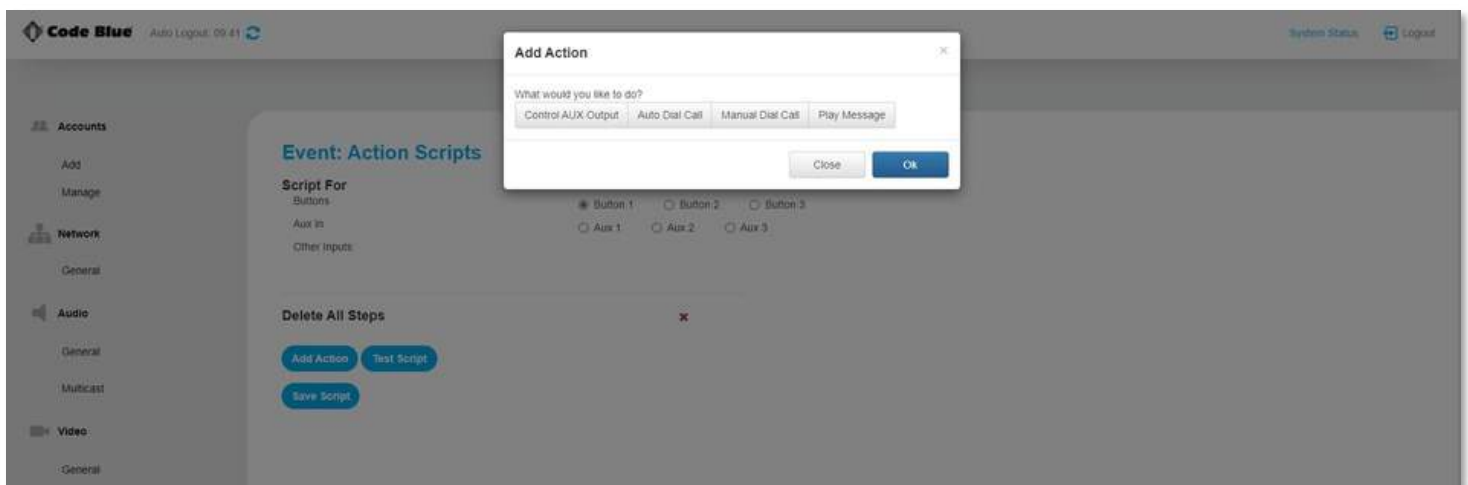 Code Blue Auto Logout: 09:41 System Status Logout
Add Action ×
What would you like to do?
Control AUX Output Auto Dial Call Manual Dial Call Play Message
Close Ok
Accounts
Add
Manage
Network
General
Audio
General
Multicast
Video
General
Event: Action Scripts
Script For
Buttons Button 1 Button 2 Button 3
Aux in Aux 1 Aux 2 Aux 3
Other Inputs
Delete All Steps
Add Action Test Script
Save Script